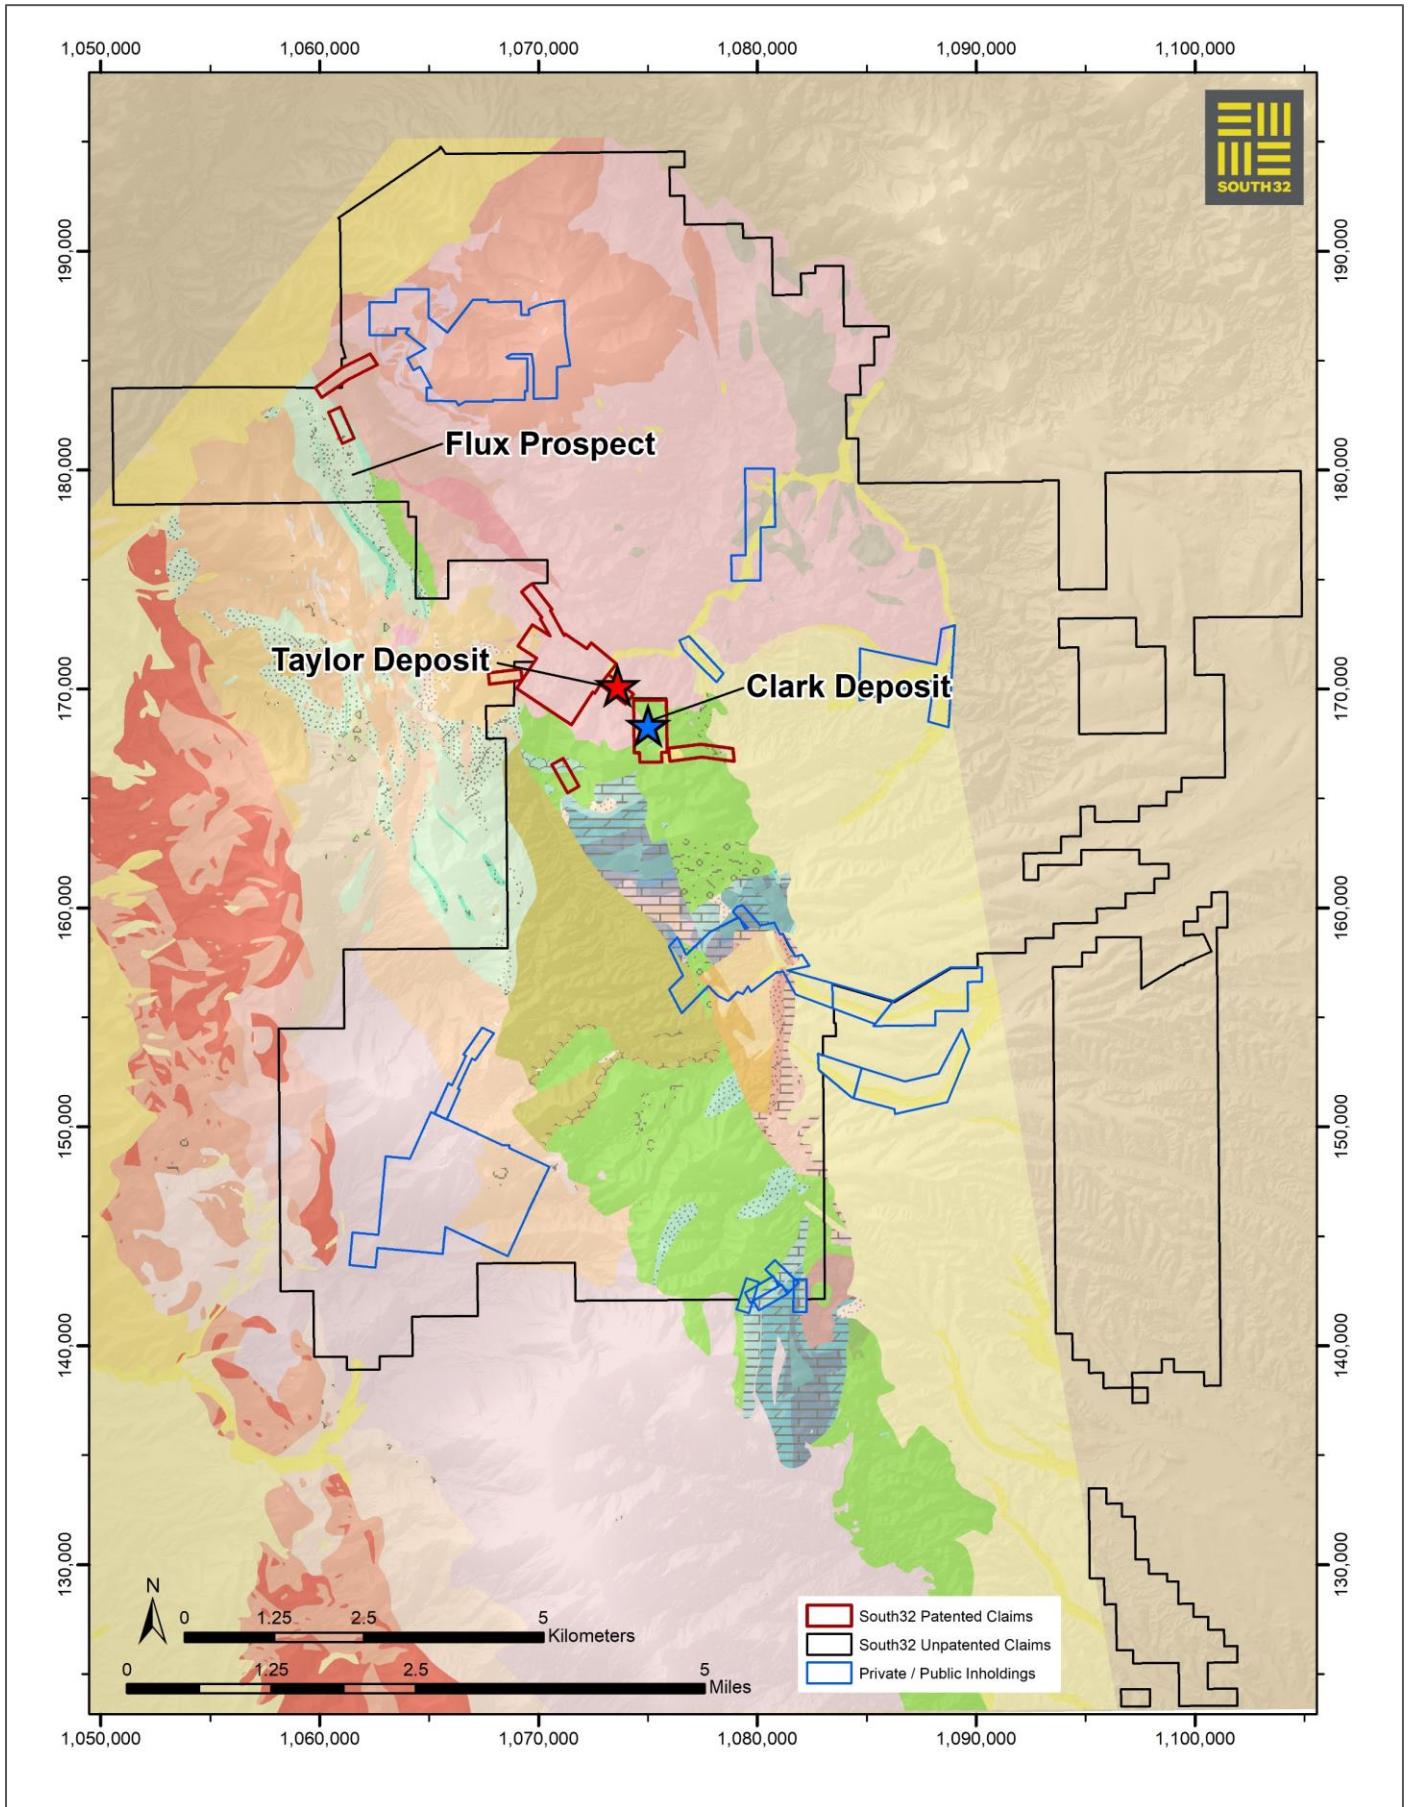 1,050,000 1,060,000 1,070,000 1,080,000 1,090,000 1,100,000
SOUTH32
190,000 190,000
Flux Prospect
180,000 180,000
Taylor Deposit
Clark Deposit
170,000 170,000
160,000 160,000
150,000 150,000
140,000 140,000
130,000 130,000
N
0 1.25 2.5 5
Kilometers
0 1.25 2.5 5
Miles
South32 Patented Claims
South32 Unpatented Claims
Private / Public Inholdings
1,050,000 1,060,000 1,070,000 1,080,000 1,090,000 1,100,000